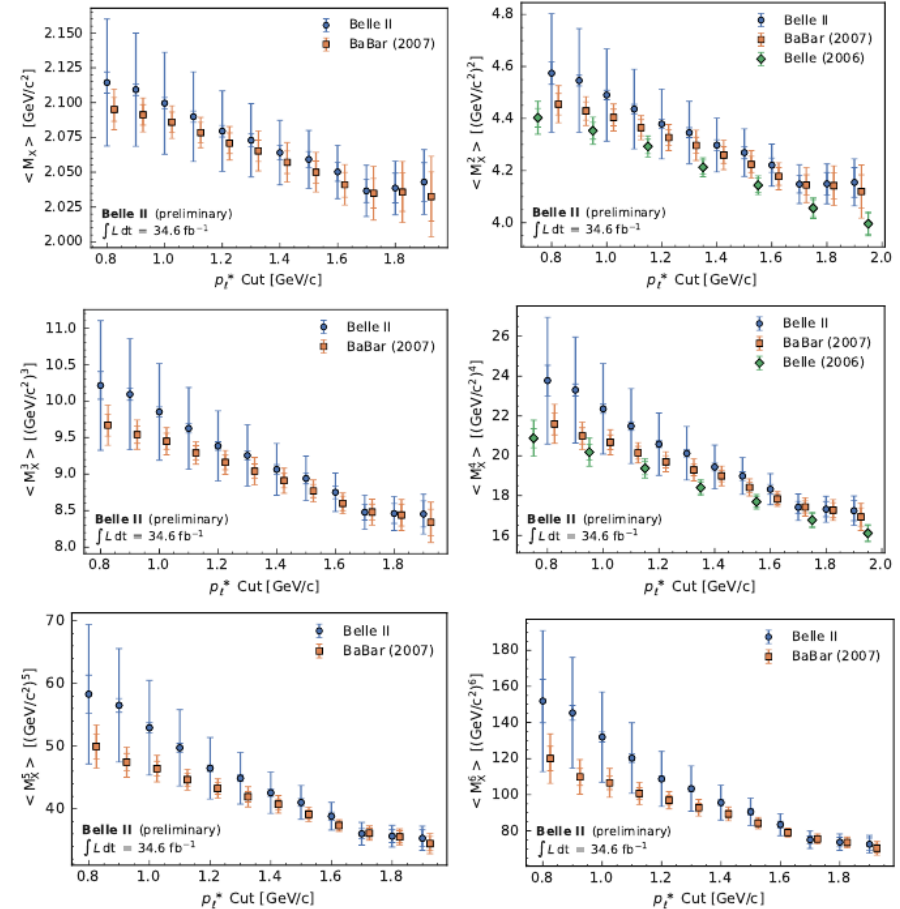 < M_X > [GeV/c²]
2.150
2.125
2.100
2.075
2.050
2.025
2.000
Belle II
BaBar (2007)
Belle II (preliminary)
∫ L dt = 34.6 fb⁻¹
0.8 1.0 1.2 1.4 1.6 1.8
p_ℓ* Cut [GeV/c]
< M_X² > [(GeV/c²)²]
4.8
4.6
4.4
4.2
4.0
Belle II
BaBar (2007)
Belle (2006)
Belle II (preliminary)
∫ L dt = 34.6 fb⁻¹
0.8 1.0 1.2 1.4 1.6 1.8 2.0
p_ℓ* Cut [GeV/c]
< M_X³ > [(GeV/c²)³]
11.0
10.5
10.0
9.5
9.0
8.5
8.0
Belle II
BaBar (2007)
Belle II (preliminary)
∫ L dt = 34.6 fb⁻¹
0.8 1.0 1.2 1.4 1.6 1.8
p_ℓ* Cut [GeV/c]
< M_X⁴ > [(GeV/c²)⁴]
26
24
22
20
18
16
Belle II
BaBar (2007)
Belle (2006)
Belle II (preliminary)
∫ L dt = 34.6 fb⁻¹
0.8 1.0 1.2 1.4 1.6 1.8 2.0
p_ℓ* Cut [GeV/c]
< M_X⁵ > [(GeV/c²)⁵]
70
60
50
40
Belle II
BaBar (2007)
Belle II (preliminary)
∫ L dt = 34.6 fb⁻¹
0.8 1.0 1.2 1.4 1.6 1.8
p_ℓ* Cut [GeV/c]
< M_X⁶ > [(GeV/c²)⁶]
180
160
140
120
100
80
Belle II
BaBar (2007)
Belle II (preliminary)
∫ L dt = 34.6 fb⁻¹
0.8 1.0 1.2 1.4 1.6 1.8
p_ℓ* Cut [GeV/c]